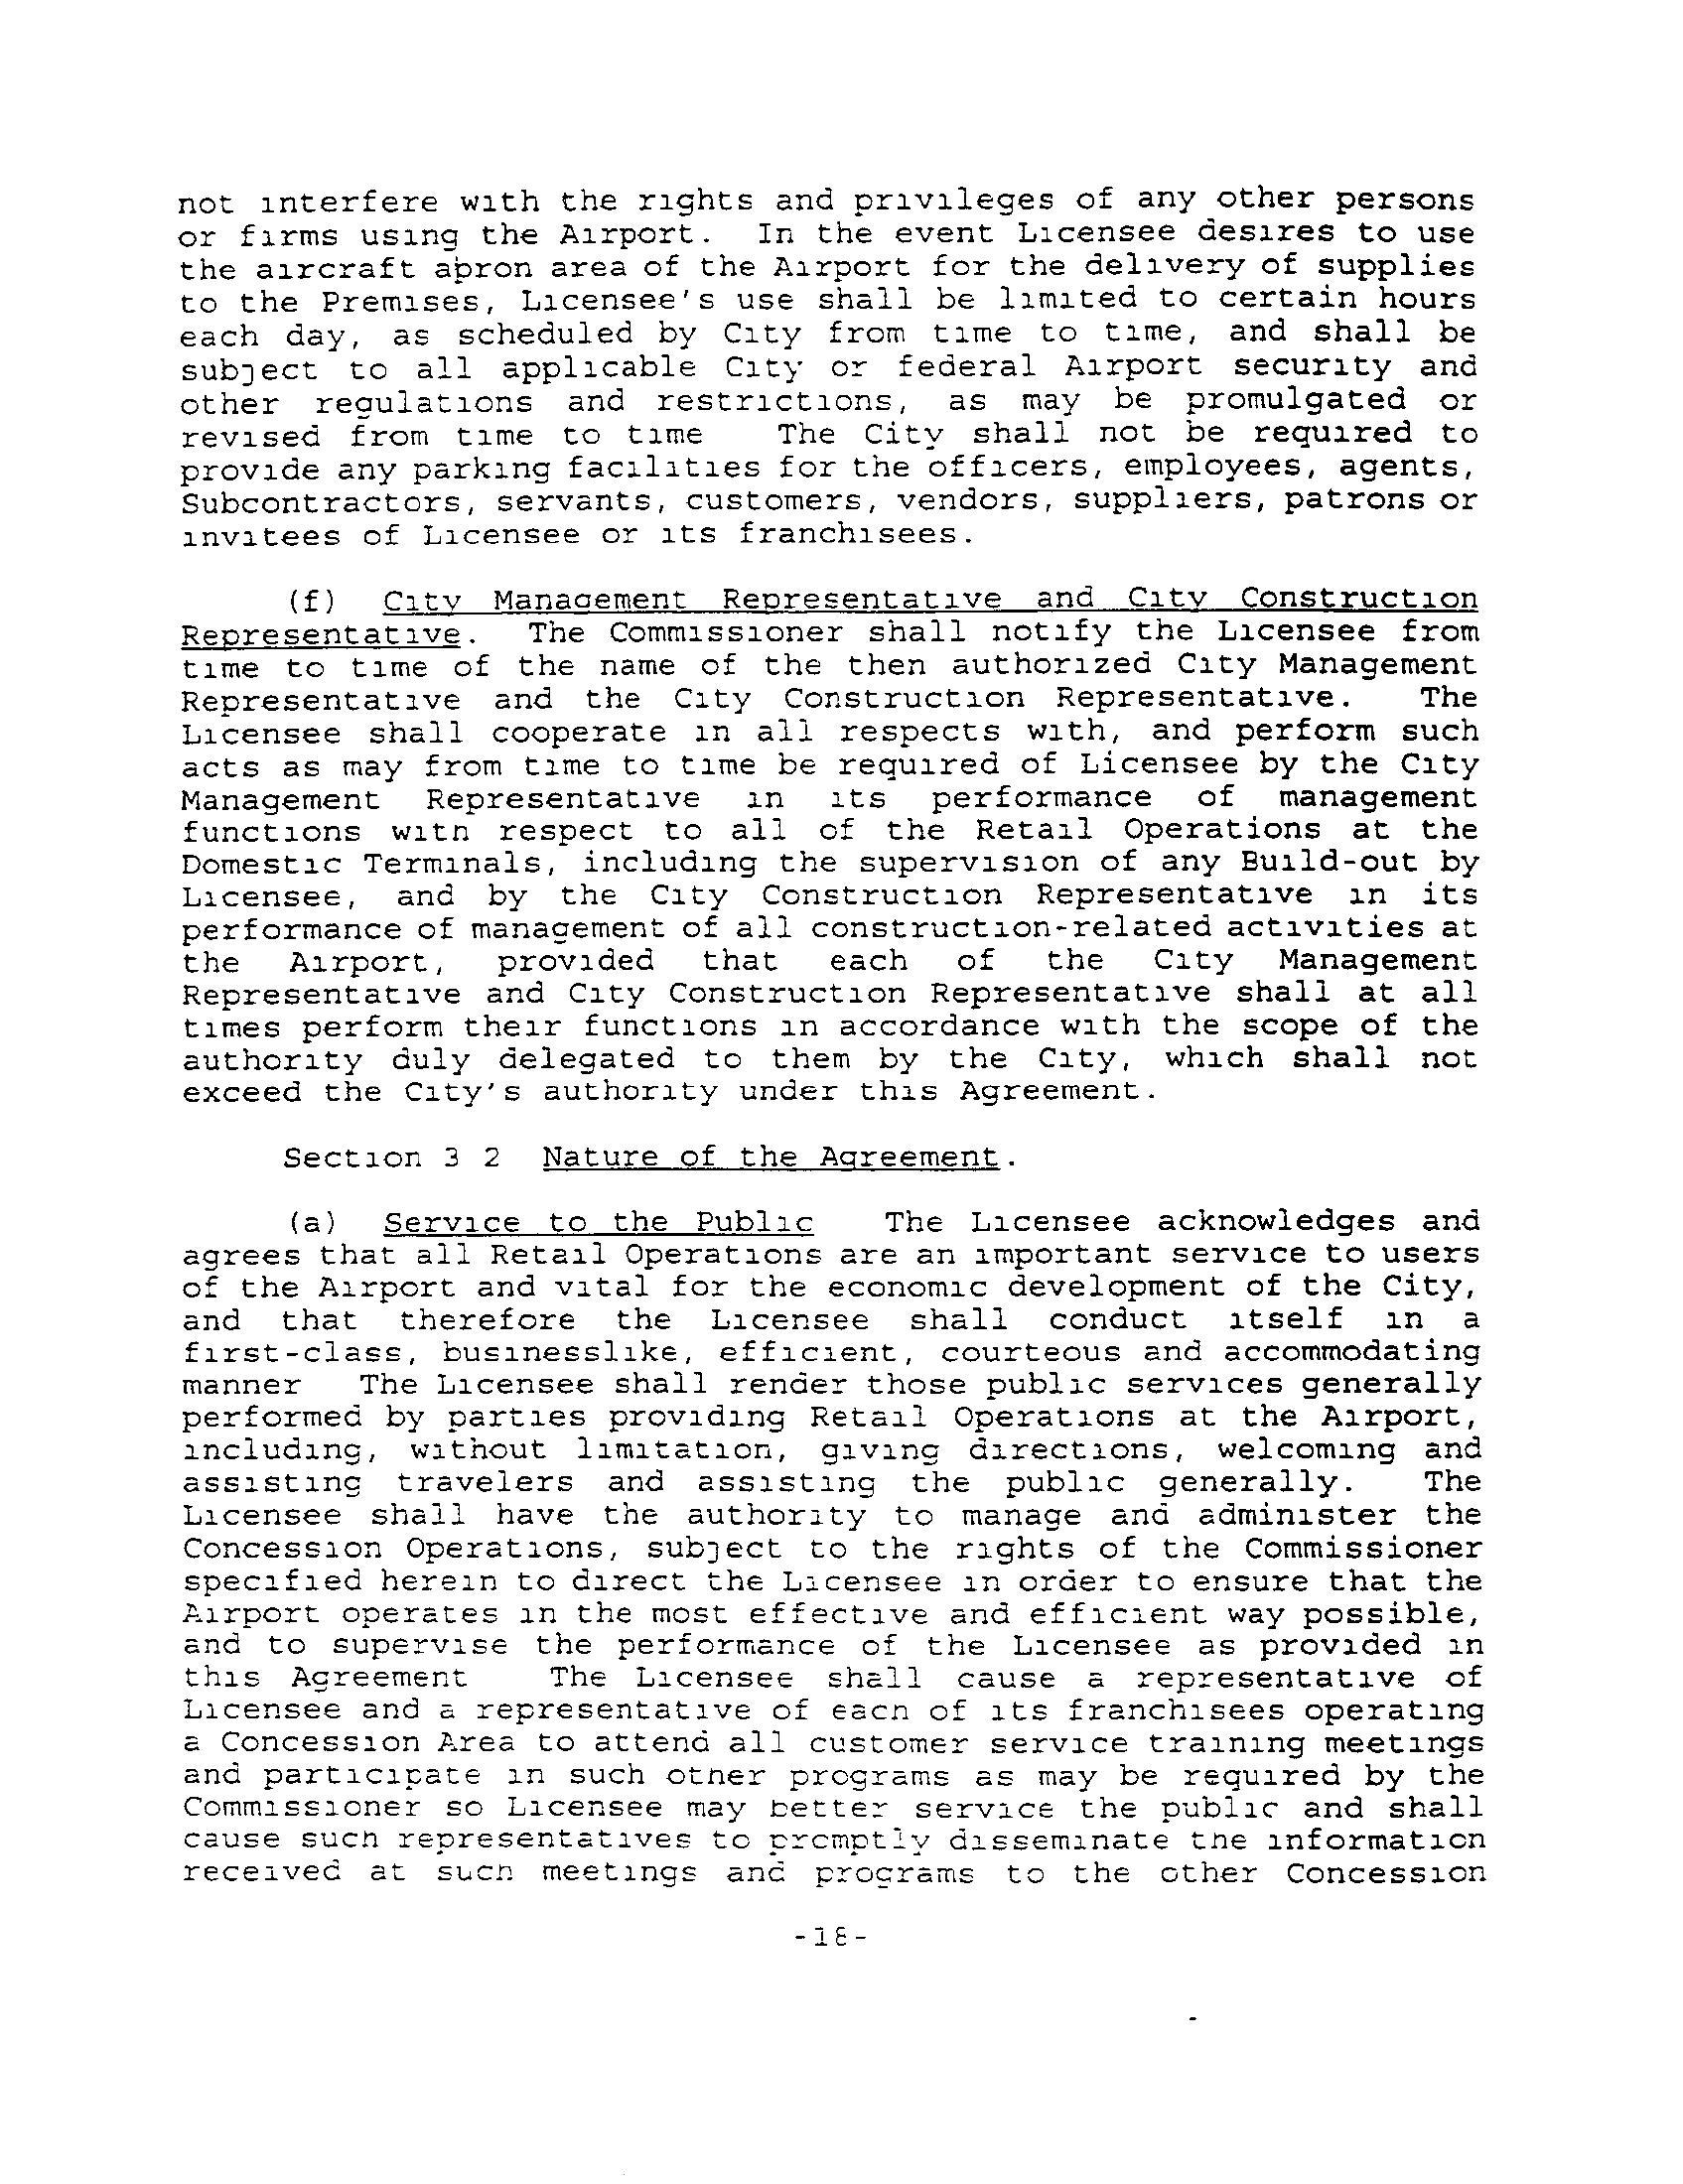 not interfere with the rights and privileges of any other persons
or firms using the Airport. In the event Licensee desires to use
the aircraft apron area of the Airport for the delivery of supplies
to the Premises, Licensee's use shall be limited to certain hours
each day, as scheduled by City from time to time, and shall be
subject to all applicable City or federal Airport security and
other regulations and restrictions, as may be promulgated or
revised from time to time The City shall not be required to
provide any parking facilities for the officers, employees, agents,
Subcontractors, servants, customers, vendors, suppliers, patrons or
invitees of Licensee or its franchisees.
(f) City Management Representative and City Construction
Representative. The Commissioner shall notify the Licensee from
time to time of the name of the then authorized City Management
Representative and the City Construction Representative. The
Licensee shall cooperate in all respects with, and perform such
acts as may from time to time be required of Licensee by the City
Management Representative in its performance of management
functions with respect to all of the Retail Operations at the
Domestic Terminals, including the supervision of any Build-out by
Licensee, and by the City Construction Representative in its
performance of management of all construction-related activities at
the Airport, provided that each of the City Management
Representative and City Construction Representative shall at all
times perform their functions in accordance with the scope of the
authority duly delegated to them by the City, which shall not
exceed the City's authority under this Agreement.
Section 3 2 Nature of the Agreement.
(a) Service to the Public The Licensee acknowledges and
agrees that all Retail Operations are an important service to users
of the Airport and vital for the economic development of the City,
and that therefore the Licensee shall conduct itself in a
first-class, businesslike, efficient, courteous and accommodating
manner The Licensee shall render those public services generally
performed by parties providing Retail Operations at the Airport,
including, without limitation, giving directions, welcoming and
assisting travelers and assisting the public generally. The
Licensee shall have the authority to manage and administer the
Concession Operations, subject to the rights of the Commissioner
specified herein to direct the Licensee in order to ensure that the
Airport operates in the most effective and efficient way possible,
and to supervise the performance of the Licensee as provided in
this Agreement The Licensee shall cause a representative of
Licensee and a representative of each of its franchisees operating
a Concession Area to attend all customer service training meetings
and participate in such other programs as may be required by the
Commissioner so Licensee may better service the public and shall
cause such representatives to promptly disseminate the information
received at such meetings and programs to the other Concession
-18-